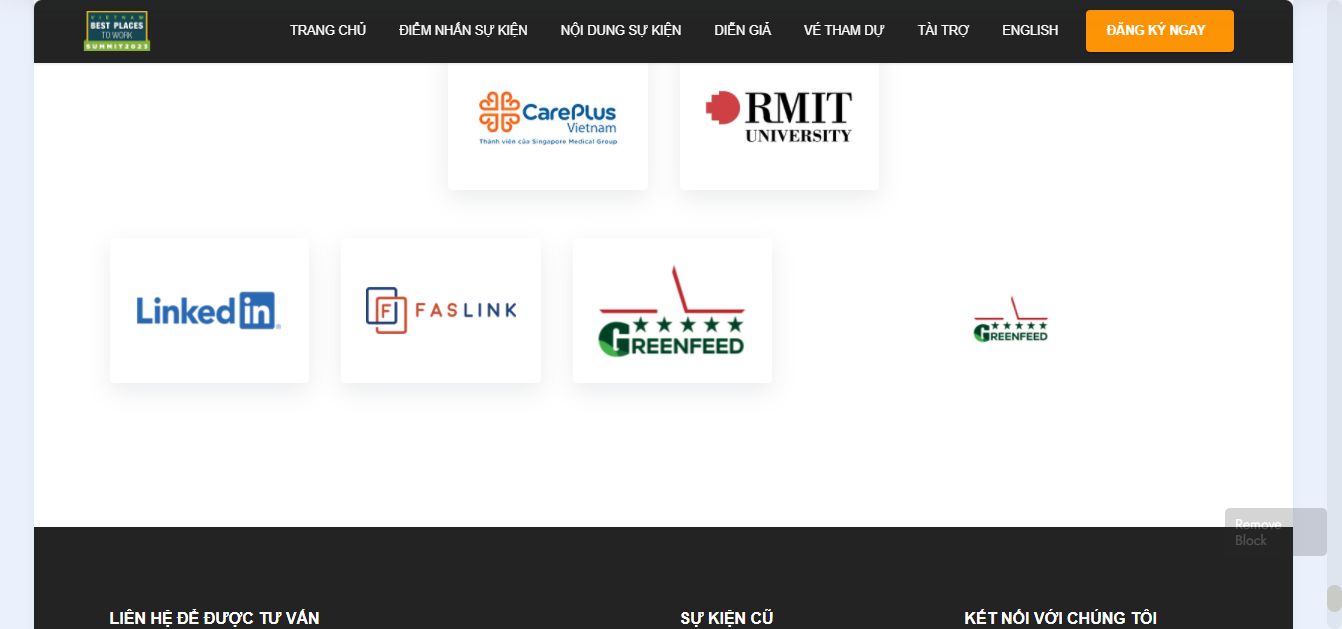 VIETNAM
BEST PLACES
TO WORK
SUMMIT2023
TRANG CHỦ
ĐIỂM NHẤN SỰ KIỆN
NỘI DUNG SỰ KIỆN
DIỄN GIẢ
VÉ THAM DỰ
TÀI TRỢ
ENGLISH
ĐĂNG KÝ NGAY
CarePlus
Vietnam
Thành viên của Singapore Medical Group
RMIT
UNIVERSITY
Linked in
F FASLINK
GREENFEED
GREENFEED
Remove
Block
LIÊN HỆ ĐỂ ĐƯỢC TƯ VẤN
SỰ KIỆN CŨ
KẾT NỐI VỚI CHÚNG TÔI